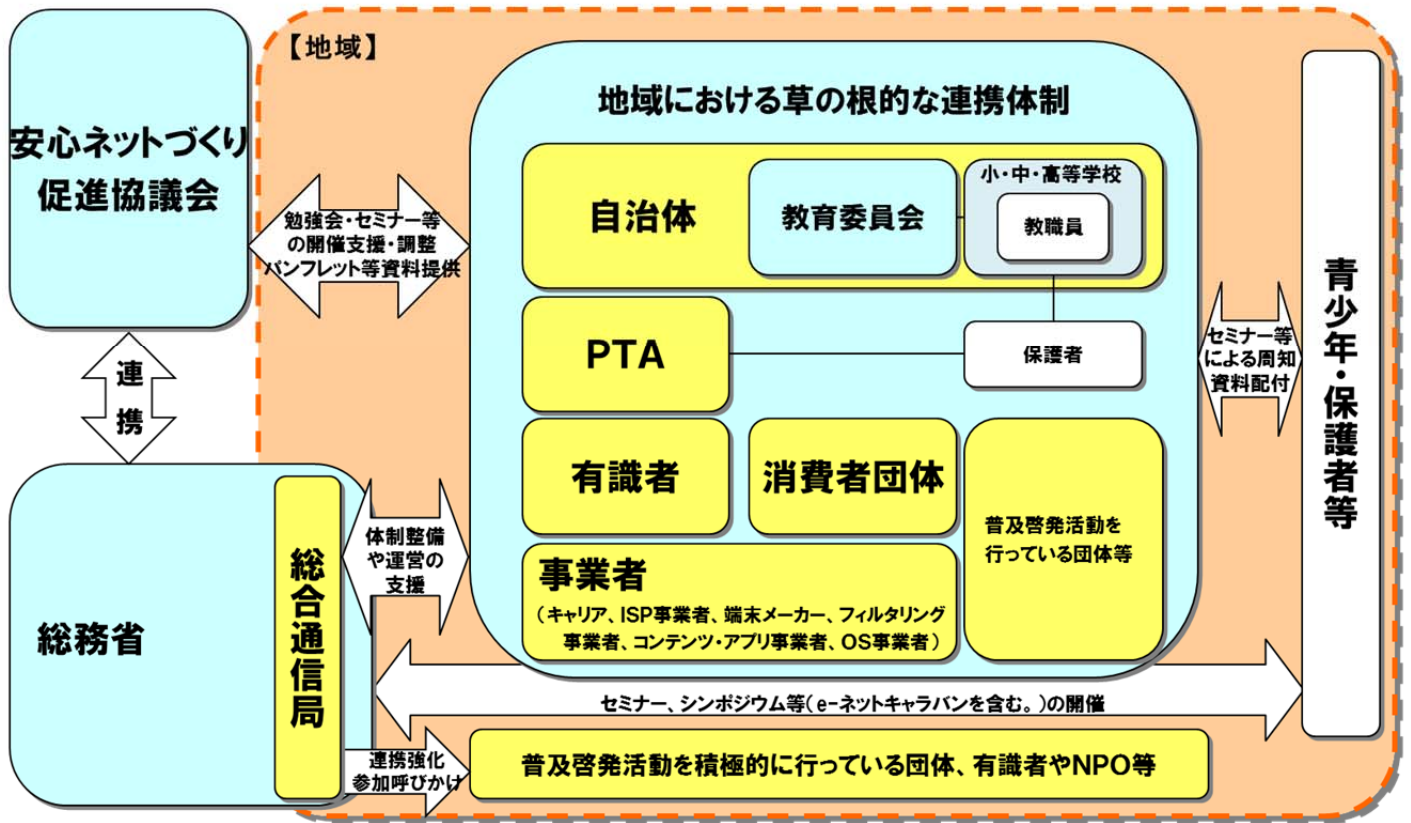 【地域】
安心ネットづくり
促進協議会
地域における草の根的な連携体制
自治体
教育委員会
小・中・高等学校
教職員
勉強会・セミナー等
の開催支援・調整
パンフレット等資料提供
PTA
保護者
セミナー等
による周知
資料配付
青少年・保護者等
連
携
有識者
消費者団体
普及啓発活動を
行っている団体等
総務省
総合通信局
体制整備
や運営の
支援
事業者
（キャリア、ISP事業者、端末メーカー、フィルタリング
事業者、コンテンツ・アプリ事業者、OS事業者）
セミナー、シンポジウム等（e-ネットキャラバンを含む。）の開催
連携強化
参加呼びかけ
普及啓発活動を積極的に行っている団体、有識者やNPO等